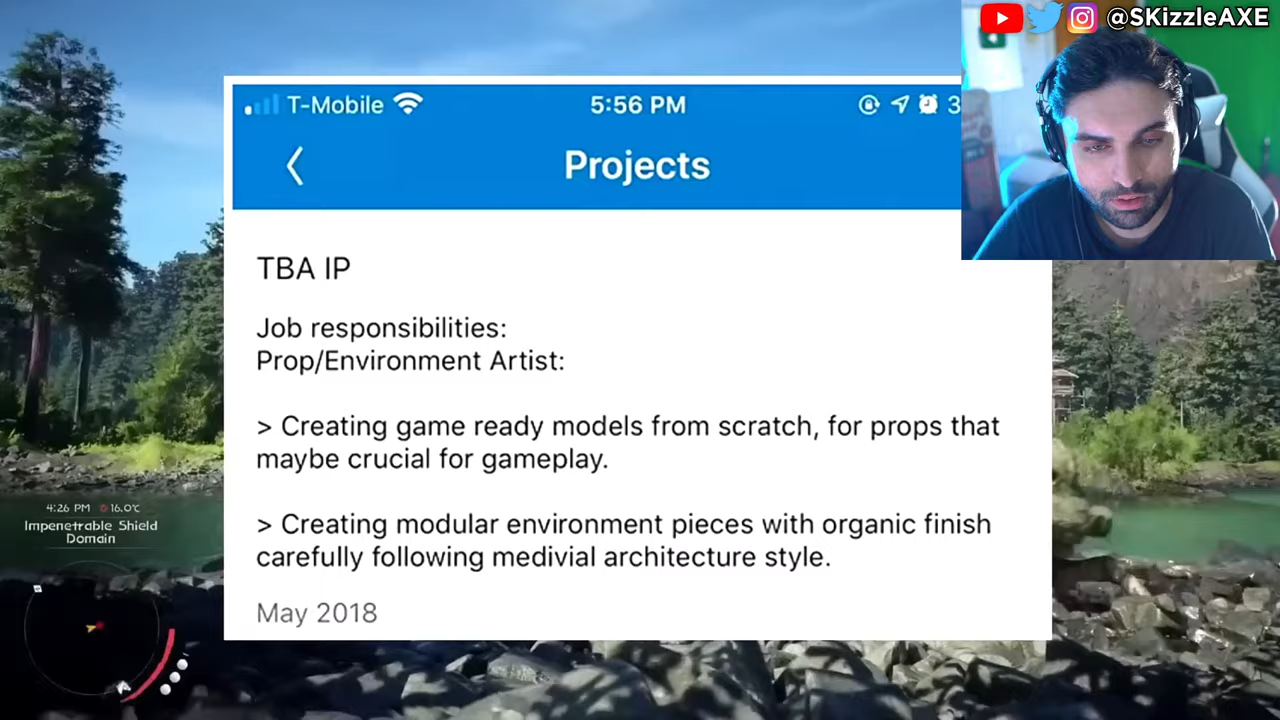 @SKizzleAXE
T-Mobile
5:56 PM
3
Projects
TBA IP
Job responsibilities:
Prop/Environment Artist:
> Creating game ready models from scratch, for props that
maybe crucial for gameplay.
> Creating modular environment pieces with organic finish
carefully following medivial architecture style.
May 2018
4:26 PM 16.0℃
Impenetrable Shield
Domain